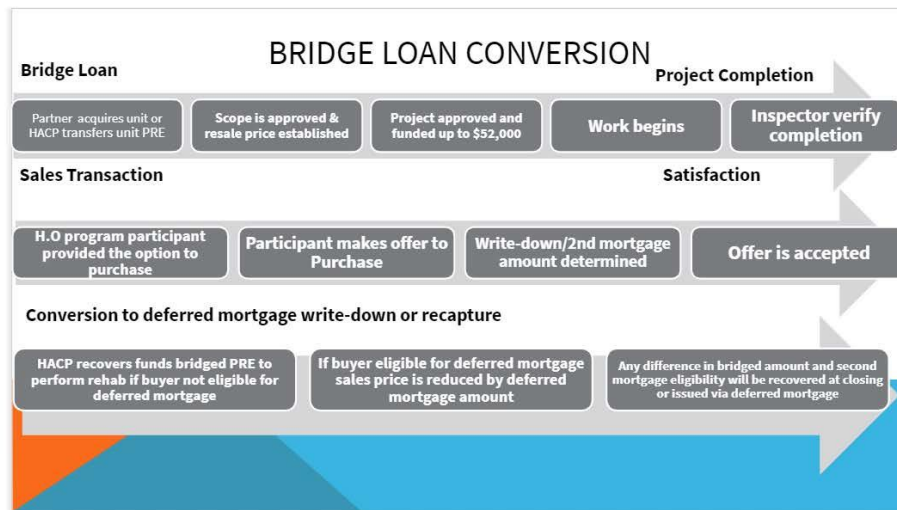 BRIDGE LOAN CONVERSION
Bridge Loan
Project Completion
Partner acquires unit or
HACP transfers unit PRE
Scope is approved &
resale price established
Project approved and
funded up to $52,000
Work begins
Inspector verify
completion
Sales Transaction
Satisfaction
H.O program participant
provided the option to
purchase
Participant makes offer to
Purchase
Write-down/2nd mortgage
amount determined
Offer is accepted
Conversion to deferred mortgage write-down or recapture
HACP recovers funds bridged PRE to
perform rehab if buyer not eligible for
deferred mortgage
If buyer eligible for deferred mortgage
sales price is reduced by deferred
mortgage amount
Any difference in bridged amount and second
mortgage eligibility will be recovered at closing
or issued via deferred mortgage